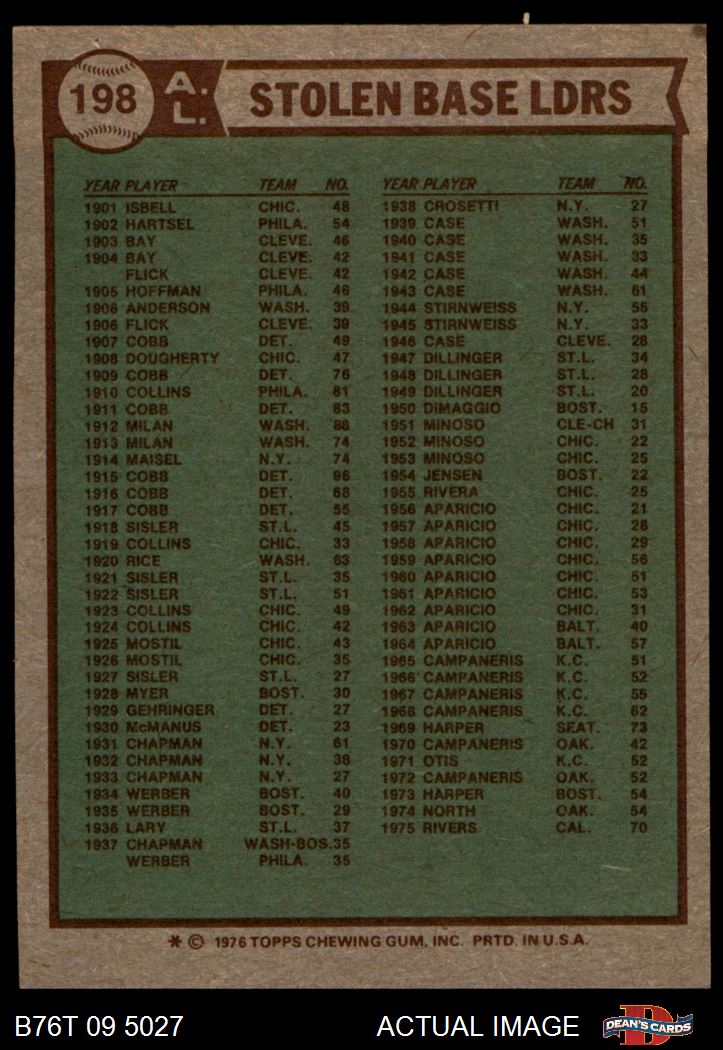 198 A.L. STOLEN BASE LDRS
YEAR PLAYER TEAM NO.
1901 ISBELL CHIC. 48
1902 HARTSEL PHILA. 54
1903 BAY CLEVE. 46
1904 BAY CLEVE. 42
FLICK CLEVE. 42
1905 HOFFMAN PHILA. 46
1906 ANDERSON WASH. 39
1906 FLICK CLEVE. 39
1907 COBB DET. 49
1908 DOUGHERTY CHIC. 47
1909 COBB DET. 76
1910 COLLINS PHILA. 81
1911 COBB DET. 83
1912 MILAN WASH. 88
1913 MILAN WASH. 74
1914 MAISEL N.Y. 74
1915 COBB DET. 96
1916 COBB DET. 68
1917 COBB DET. 55
1918 SISLER ST.L. 45
1919 COLLINS CHIC. 33
1920 RICE WASH. 63
1921 SISLER ST.L. 35
1922 SISLER ST.L. 51
1923 COLLINS CHIC. 49
1924 COLLINS CHIC. 42
1925 MOSTIL CHIC. 43
1926 MOSTIL CHIC. 35
1927 SISLER ST.L. 27
1928 MYER BOST. 30
1929 GEHRINGER DET. 27
1930 McMANUS DET. 23
1931 CHAPMAN N.Y. 61
1932 CHAPMAN N.Y. 38
1933 CHAPMAN N.Y. 27
1934 WERBER BOST. 40
1935 WERBER BOST. 29
1936 LARY ST.L. 37
1937 CHAPMAN WASH-BOS.35
WERBER PHILA. 35
YEAR PLAYER TEAM NO.
1938 CROSETTI N.Y. 27
1939 CASE WASH. 51
1940 CASE WASH. 35
1941 CASE WASH. 33
1942 CASE WASH. 44
1943 CASE WASH. 61
1944 STIRNWEISS N.Y. 55
1945 STIRNWEISS N.Y. 33
1946 CASE CLEVE. 28
1947 DILLINGER ST.L. 34
1948 DILLINGER ST.L. 28
1949 DILLINGER ST.L. 20
1950 DiMAGGIO BOST. 15
1951 MINOSO CLE-CH 31
1952 MINOSO CHIC. 22
1953 MINOSO CHIC. 25
1954 JENSEN BOST. 22
1955 RIVERA CHIC. 25
1956 APARICIO CHIC. 21
1957 APARICIO CHIC. 28
1958 APARICIO CHIC. 29
1959 APARICIO CHIC. 56
1960 APARICIO CHIC. 51
1961 APARICIO CHIC. 53
1962 APARICIO CHIC. 31
1963 APARICIO BALT. 40
1964 APARICIO BALT. 57
1965 CAMPANERIS K.C. 51
1966 CAMPANERIS K.C. 52
1967 CAMPANERIS K.C. 55
1968 CAMPANERIS K.C. 62
1969 HARPER SEAT. 73
1970 CAMPANERIS OAK. 42
1971 OTIS K.C. 52
1972 CAMPANERIS OAK. 52
1973 HARPER BOST. 54
1974 NORTH OAK. 54
1975 RIVERS CAL. 70
* © 1976 TOPPS CHEWING GUM, INC. PRTD. IN U.S.A.
B76T 09 5027 ACTUAL IMAGE D DEAN'S CARDS